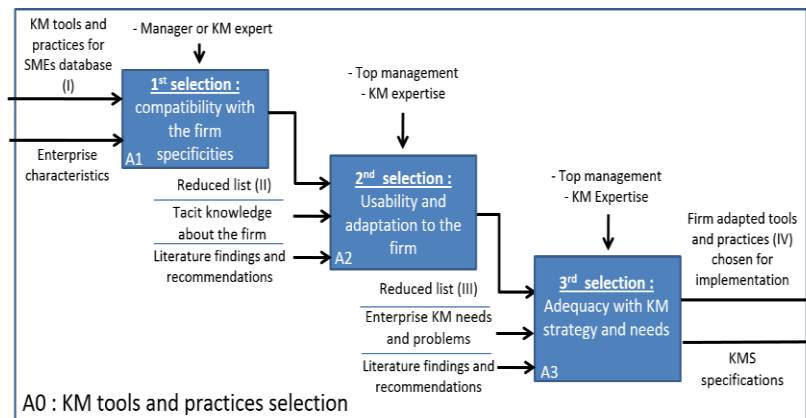 KM tools and
practices for
SMEs database
(I)
Enterprise
characteristics
- Manager or KM expert
1st selection :
compatibility with
the firm
specificities
A1
- Top management
- KM expertise
Reduced list (II)
Tacit knowledge
about the firm
Literature findings and
recommendations
2nd selection :
Usability and
adaptation to the
firm
A2
- Top management
- KM Expertise
Reduced list (III)
Enterprise KM needs
and problems
Literature findings and
recommendations
3rd selection :
Adequacy with KM
strategy and needs
A3
Firm adapted tools
and practices (IV)
chosen for
implementation
KMS
specifications
A0 : KM tools and practices selection